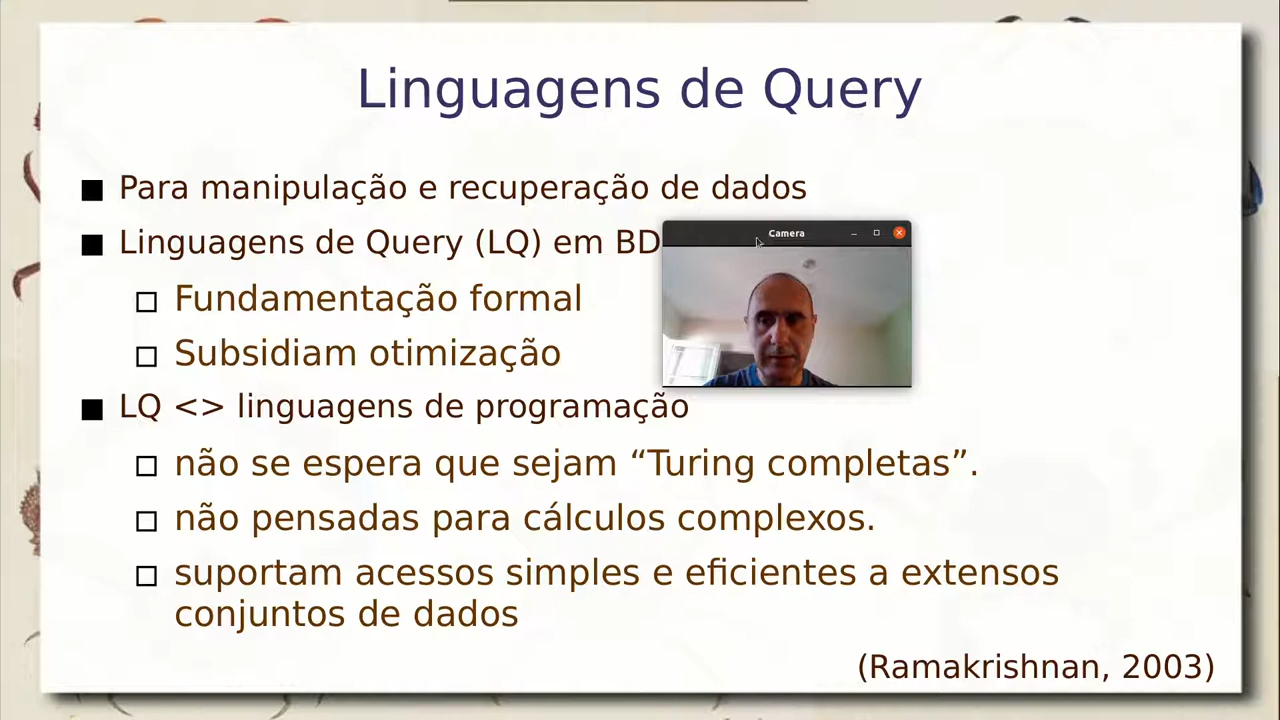 Linguagens de Query
Para manipulação e recuperação de dados
Linguagens de Query (LQ) em BD
Camera
Fundamentação formal
Subsidiam otimização
LQ <> linguagens de programação
não se espera que sejam “Turing completas”.
não pensadas para cálculos complexos.
suportam acessos simples e eficientes a extensos
conjuntos de dados
(Ramakrishnan, 2003)